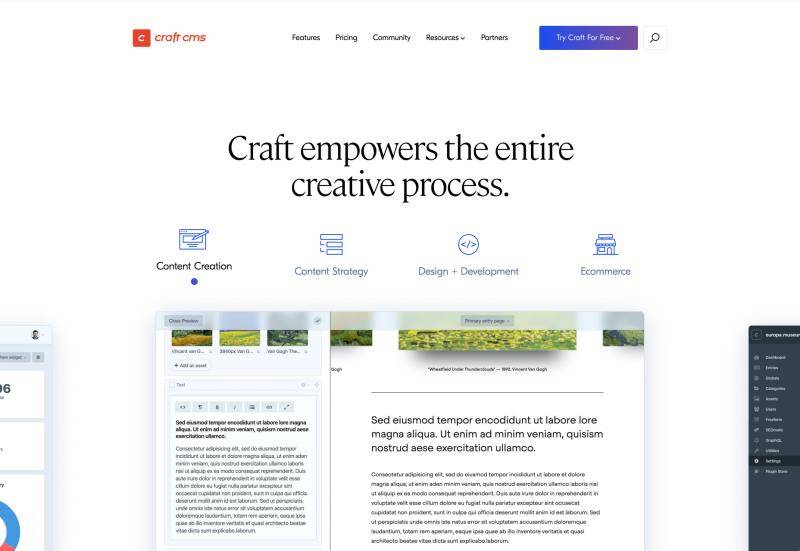 craft cms
Features
Pricing
Community
Resources
Partners
Try Craft For Free
Craft empowers the entire
creative process.
Content Creation
Content Strategy
Design + Development
Ecommerce
Close Preview
Primary entry page
Vincent van G...
3840px Van G...
Van Gogh The...
+ Add an asset
Text
Sed eiusmod tempor encodidunt ut labore lore magna
aliqua. Ut enim ad minim veniam, quisism nostrud aese
exercitation ullamco.
Consectetur adipisicing elit, sed do eiusmod tempor
incididunt ut labore et dolore magna aliqua. Ut enim aden
minim veniam, quis nostrud exercitation ullamco laboris nisi ut
aliquip ex ea modo consequat reprehenderit. Duis
aute irure dolor in reprehenderit in voluptate velit esse
cillum dolore eu fugiat nulla pariatur excepteur sint
occaecat cupidatat non proident, sunt in culpa qui deserunt
mollit anim id est laborum. Sed ut perspiciatis
unde omnis iste natus error sit voluptatem accusantium
doloremque laudantium, totam rem aperiam, eaque ipsa
quae ab illo inventore veritatis et quasi architecto beatae
vitae dicta sunt explicabo.laborum.
Gogh
"Wheatfield Under Thunderclouds" — 1890, Vincent Van Gogh
Sed eiusmod tempor encodidunt ut labore lore
magna aliqua. Ut enim ad minim veniam, quisism
nostrum aese exercitation ullamco.
Consectetur adipisicing elit, sed do eiusmod tempor incididunt ut labore et dolore
magna aliqua. Ut enim aden minim veniam, quis nostrud exercitation ullamco laboris nisi
ut aliquip ex ea modo consequat reprehenderit. Duis aute irure dolor in reprehenderit in
voluptate velit esse cillum dolore eu fugiat nulla pariatur excepteur sint occaecat
cupidatat non proident, sunt in culpa qui deserunt mollit anim id est laborum. Sed
ut perspiciatis unde omnis iste natus error sit voluptatem accusantium doloremque
laudantium, totam rem aperiam, eaque ipsa quae ab illo inventore veritatis et quasi
architecto beatae vitae dicta sunt explicabo.laborum.
New widget
96
europa.museum
Dashboard
Entries
Globals
Categories
Assets
Users
Freeform
SEOmatic
GraphQL
Utilities
Settings
Plugin Store